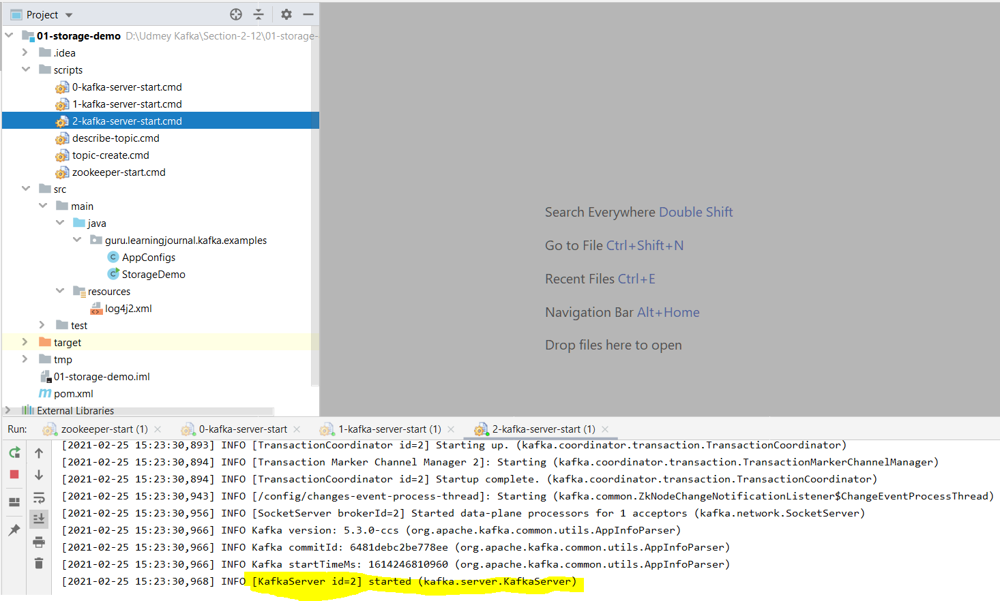 Project
01-storage-demo D:\Udmey Kafka\Section-2-12\01-storage-
.idea
scripts
0-kafka-server-start.cmd
1-kafka-server-start.cmd
2-kafka-server-start.cmd
describe-topic.cmd
topic-create.cmd
zookeeper-start.cmd
src
main
java
guru.learningjournal.kafka.examples
AppConfigs
StorageDemo
resources
log4j2.xml
test
target
tmp
01-storage-demo.iml
pom.xml
External Libraries
Search Everywhere Double Shift
Go to File Ctrl+Shift+N
Recent Files Ctrl+E
Navigation Bar Alt+Home
Drop files here to open
Run: zookeeper-start (1) 0-kafka-server-start 1-kafka-server-start (1) 2-kafka-server-start (1)
[2021-02-25 15:23:30,893] INFO [TransactionCoordinator id=2] Starting up. (kafka.coordinator.transaction.TransactionCoordinator)
[2021-02-25 15:23:30,894] INFO [Transaction Marker Channel Manager 2]: Starting (kafka.coordinator.transaction.TransactionMarkerChannelManager)
[2021-02-25 15:23:30,894] INFO [TransactionCoordinator id=2] Startup complete. (kafka.coordinator.transaction.TransactionCoordinator)
[2021-02-25 15:23:30,943] INFO [/config/changes-event-process-thread]: Starting (kafka.common.ZkNodeChangeNotificationListener$ChangeEventProcessThread)
[2021-02-25 15:23:30,956] INFO [SocketServer brokerId=2] Started data-plane processors for 1 acceptors (kafka.network.SocketServer)
[2021-02-25 15:23:30,966] INFO Kafka version: 5.3.0-ccs (org.apache.kafka.common.utils.AppInfoParser)
[2021-02-25 15:23:30,966] INFO Kafka commitId: 6481debc2be778ee (org.apache.kafka.common.utils.AppInfoParser)
[2021-02-25 15:23:30,966] INFO Kafka startTimeMs: 1614246810960 (org.apache.kafka.common.utils.AppInfoParser)
[2021-02-25 15:23:30,968] INFO [KafkaServer id=2] started (kafka.server.KafkaServer)